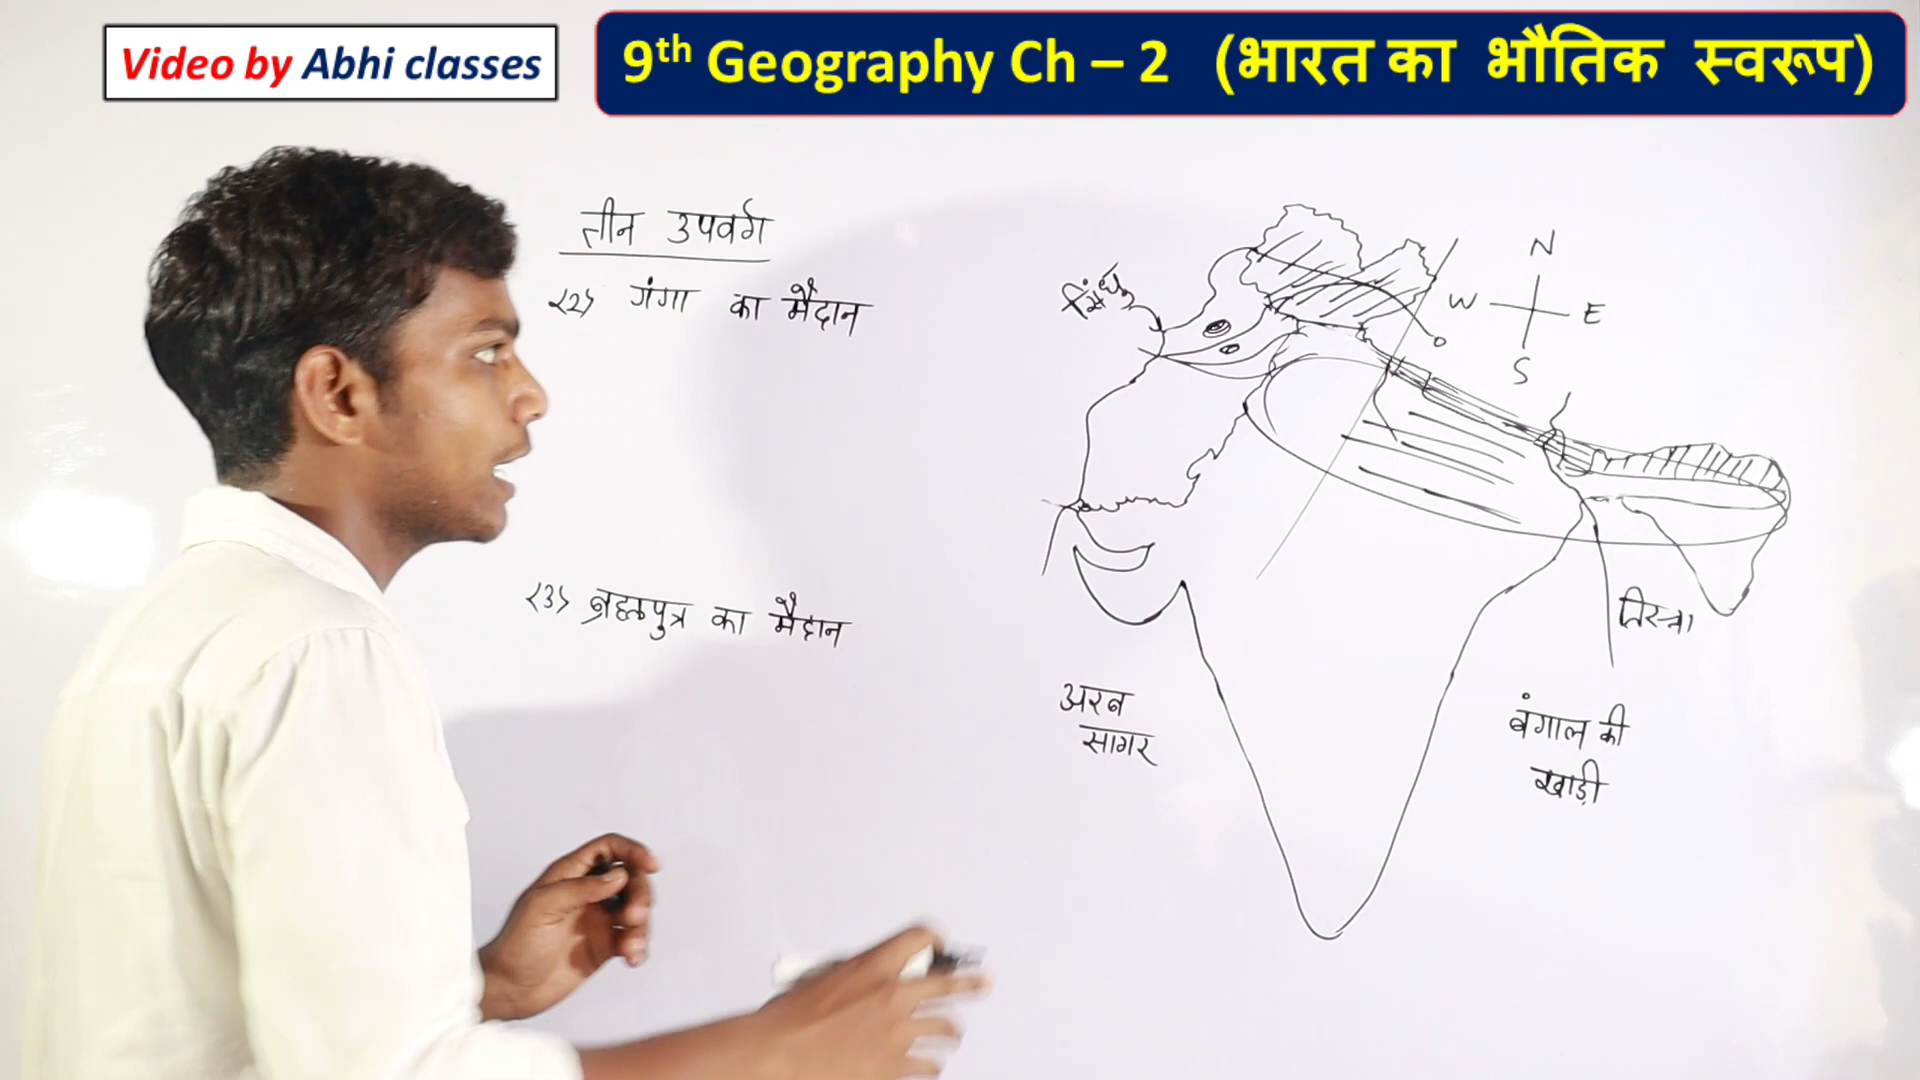 Video by Abhi classes
9th Geography Ch – 2 (भारत का भौतिक स्वरूप)
तीन उपवर्ग
<2> गंगा का मैदान
<3> ब्रह्मपुत्र का मैदान
सिंधु
N
W E
S
तिस्ता
अरब
सागर
बंगाल की
खाड़ी